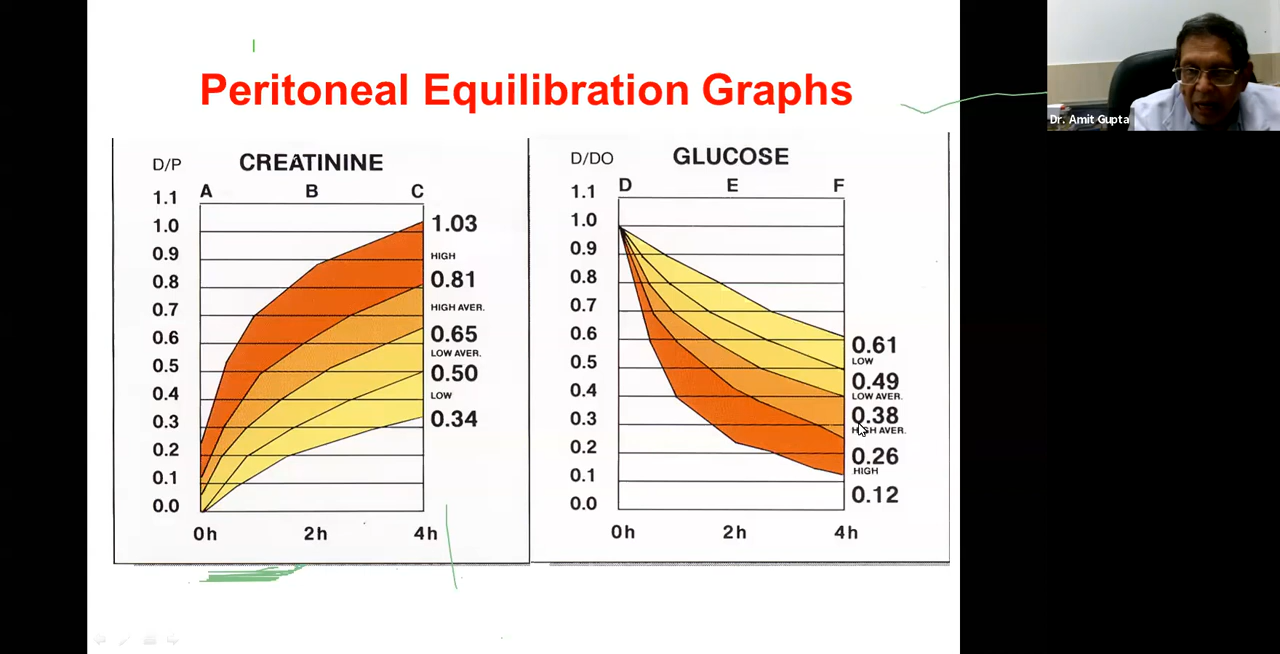 Peritoneal Equilibration Graphs
Dr. Amit Gupta
D/P CREATININE
A B C
1.1
1.0
0.9
0.8
0.7
0.6
0.5
0.4
0.3
0.2
0.1
0.0
1.03
HIGH
0.81
HIGH AVER.
0.65
LOW AVER.
0.50
LOW
0.34
0h 2h 4h
D/DO GLUCOSE
D E F
1.1
1.0
0.9
0.8
0.7
0.6
0.5
0.4
0.3
0.2
0.1
0.0
0.61
LOW
0.49
LOW AVER.
0.38
HIGH AVER.
0.26
HIGH
0.12
0h 2h 4h